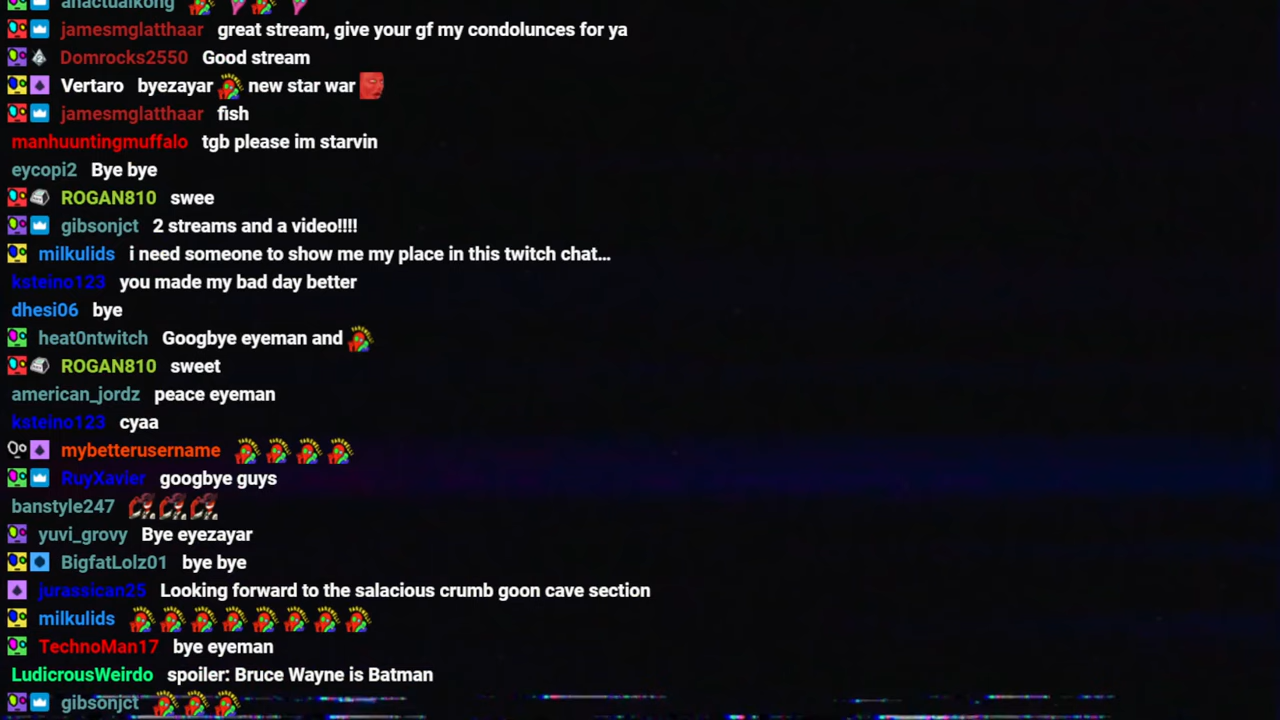 anactualkong
jamesmglatthaar great stream, give your gf my condolunces for ya
Domrocks2550 Good stream
Vertaro byezayar new star war
jamesmglatthaar fish
manhuuntingmuffalo tgb please im starvin
eycopi2 Bye bye
ROGAN810 swee
gibsonjct 2 streams and a video!!!!
milkulids i need someone to show me my place in this twitch chat...
ksteino123 you made my bad day better
dhesi06 bye
heat0ntwitch Googbye eyeman and
ROGAN810 sweet
american_jordz peace eyeman
ksteino123 cyaa
mybetterusername
RuyXavier googbye guys
banstyle247
yuvi_grovy Bye eyezayar
BigfatLolz01 bye bye
jurassican25 Looking forward to the salacious crumb goon cave section
milkulids
TechnoMan17 bye eyeman
LudicrousWeirdo spoiler: Bruce Wayne is Batman
gibsonjct